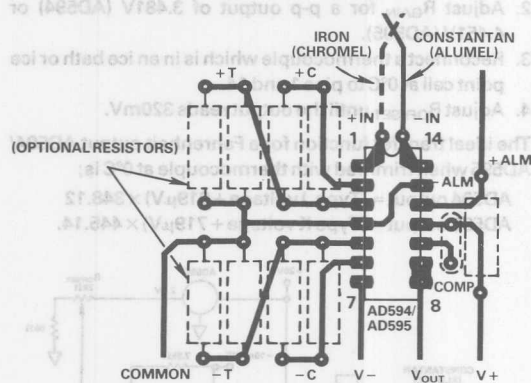 IRON
(CHROMEL)
CONSTANTAN
(ALUMEL)
+T
+C
+IN
-IN
1
14
+ALM
(OPTIONAL RESISTORS)
-ALM
COMP.
7
8
AD594/
AD595
COMMON
-T
-C
V-
VOUT
V+